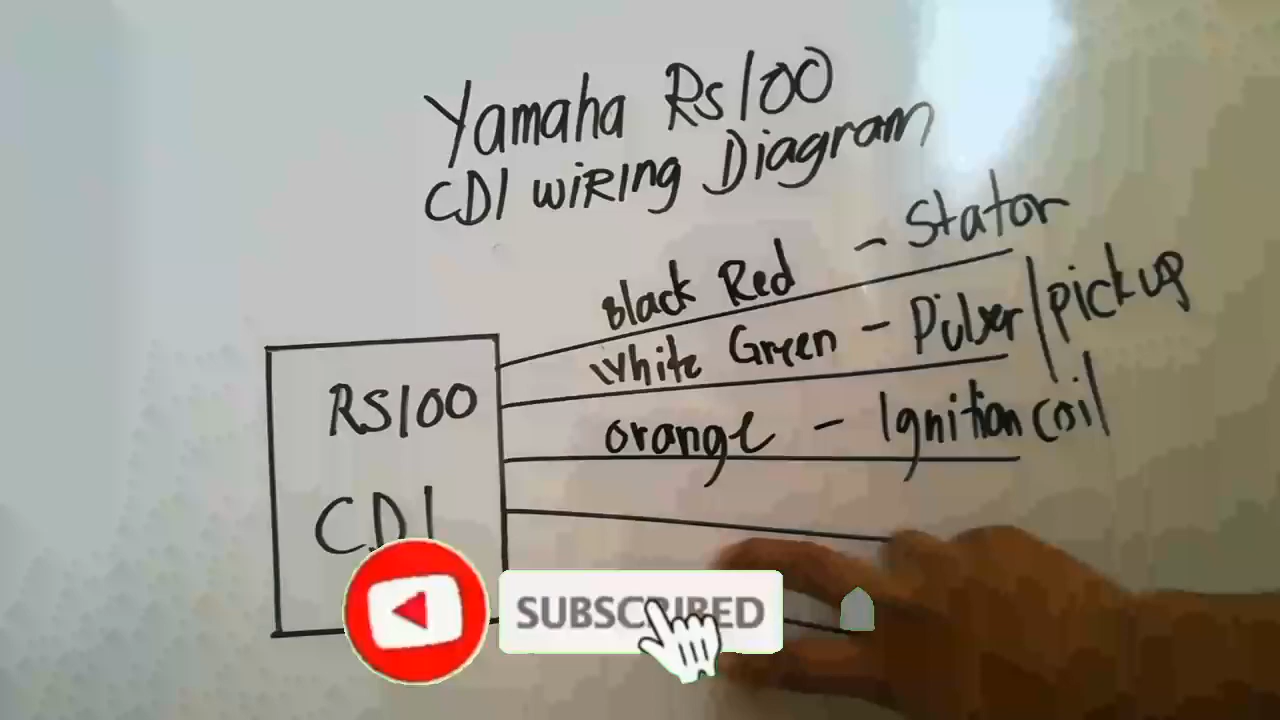 Yamaha Rs100
CDI wiRing Diagram
Black Red - Stator
White Green - Pulser/pickup
orange - Ignition coil
RS100
CDI
SUBSCRIBED